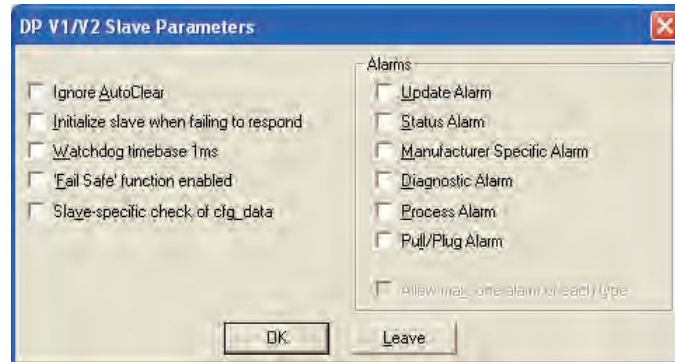 DP V1/V2 Slave Parameters
Ignore AutoClear
Initialize slave when failing to respond
Watchdog timebase 1ms
'Fail Safe' function enabled
Slave-specific check of cfg_data
Alarms
Update Alarm
Status Alarm
Manufacturer Specific Alarm
Diagnostic Alarm
Process Alarm
Pull/Plug Alarm
Allow max. one alarm of each type
OK
Leave